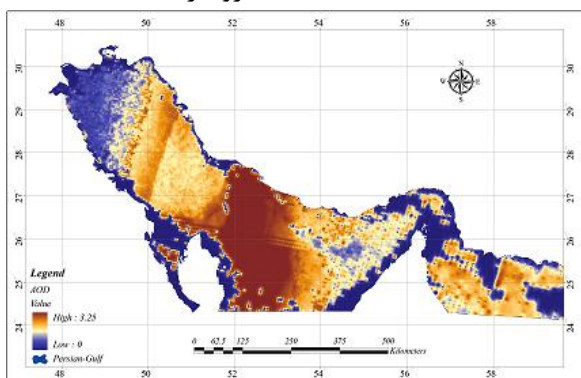 48 50 52 54 56 58
30 30
29 29
28 28
27 27
26 26
25 25
24 24
N
W E
S
Legend
AOD
Value
High : 3.25
Low : 0
Persian-Gulf
0 62.5 125 250 375 500
Kilometers
48 50 52 54 56 58